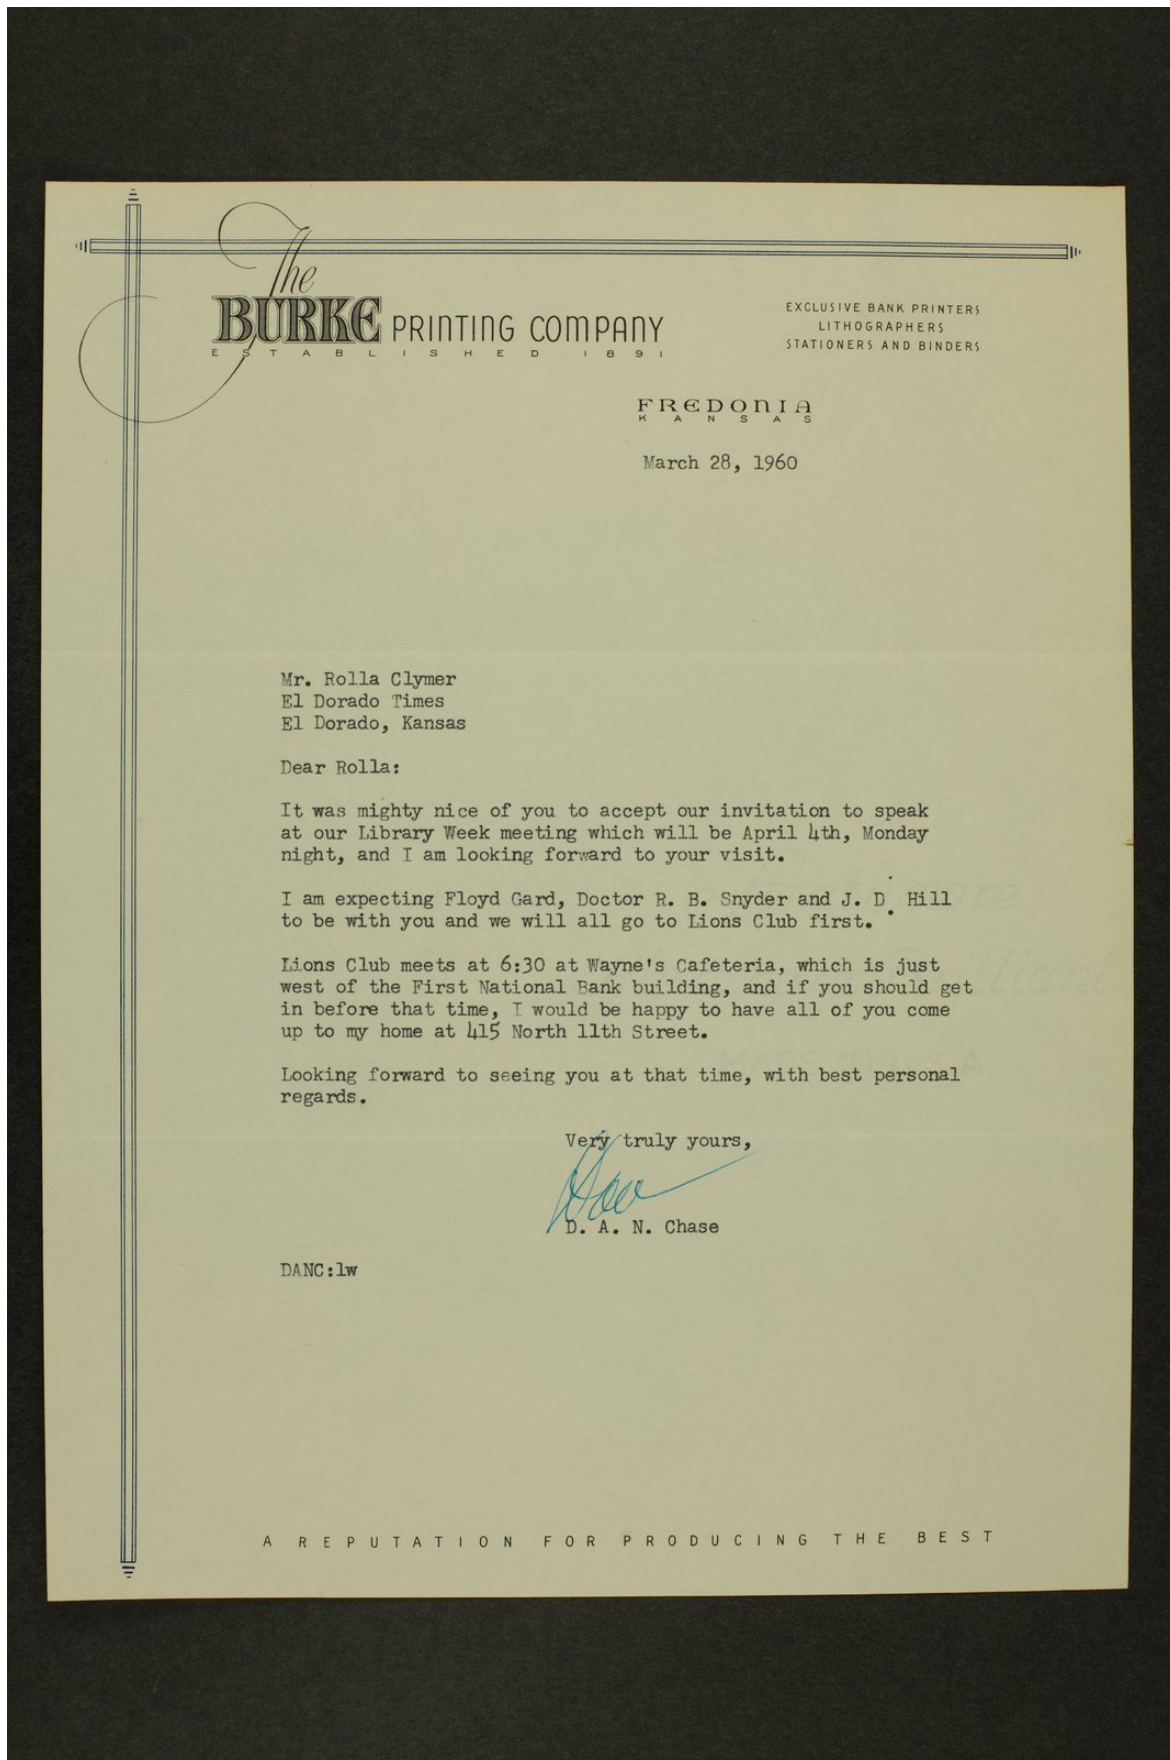 The
BURKE PRINTING COMPANY
ESTABLISHED 1891
EXCLUSIVE BANK PRINTERS
LITHOGRAPHERS
STATIONERS AND BINDERS
FREDONIA
KANSAS
March 28, 1960
Mr. Rolla Clymer
El Dorado Times
El Dorado, Kansas
Dear Rolla:
It was mighty nice of you to accept our invitation to speak
at our Library Week meeting which will be April 4th, Monday
night, and I am looking forward to your visit.
I am expecting Floyd Gard, Doctor R. B. Snyder and J. D. Hill
to be with you and we will all go to Lions Club first.
Lions Club meets at 6:30 at Wayne's Cafeteria, which is just
west of the First National Bank building, and if you should get
in before that time, I would be happy to have all of you come
up to my home at 415 North 11th Street.
Looking forward to seeing you at that time, with best personal
regards.
Very truly yours,
D. A. N. Chase
DANC:lw
A REPUTATION FOR PRODUCING THE BEST